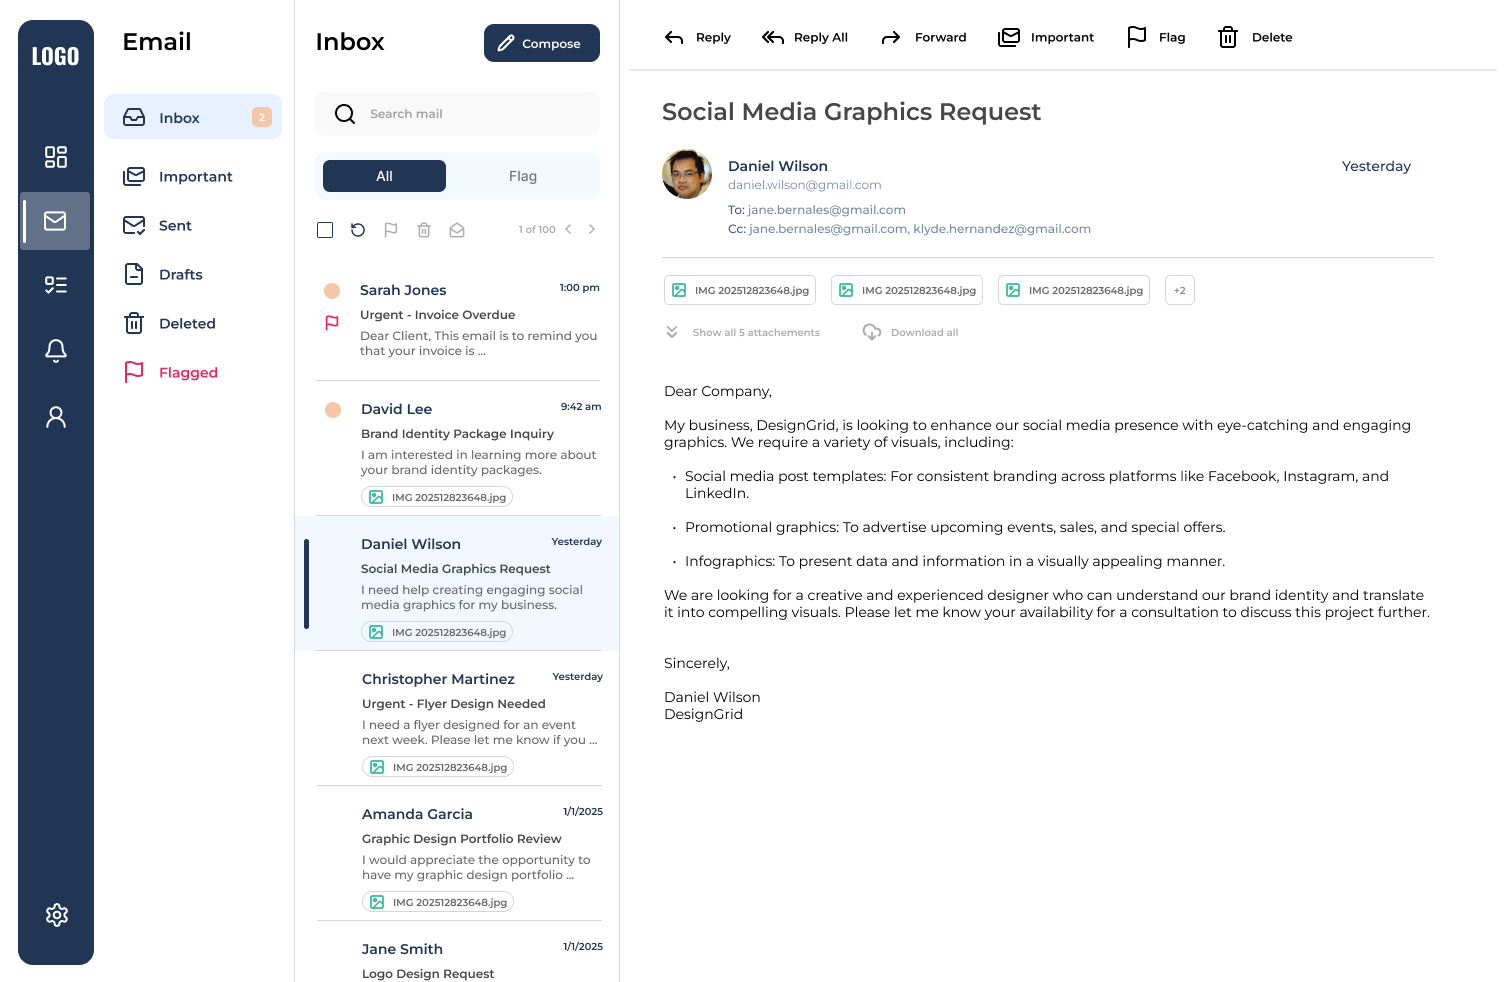 LOGO
Email
Inbox
2
Important
Sent
Drafts
Deleted
Flagged
Inbox
Compose
Search mail
All
Flag
1 of 100
Sarah Jones
1:00 pm
Urgent - Invoice Overdue
Dear Client, This email is to remind you
that your invoice is ...
David Lee
9:42 am
Brand Identity Package Inquiry
I am interested in learning more about
your brand identity packages.
IMG 202512823648.jpg
Daniel Wilson
Yesterday
Social Media Graphics Request
I need help creating engaging social
media graphics for my business.
IMG 202512823648.jpg
Christopher Martinez
Yesterday
Urgent - Flyer Design Needed
I need a flyer designed for an event
next week. Please let me know if you ...
IMG 202512823648.jpg
Amanda Garcia
1/1/2025
Graphic Design Portfolio Review
I would appreciate the opportunity to
have my graphic design portfolio ...
IMG 202512823648.jpg
Jane Smith
1/1/2025
Logo Design Request
Reply
Reply All
Forward
Important
Flag
Delete
Social Media Graphics Request
Daniel Wilson
Yesterday
daniel.wilson@gmail.com
To: jane.bernales@gmail.com
Cc: jane.bernales@gmail.com, klyde.hernandez@gmail.com
IMG 202512823648.jpg
IMG 202512823648.jpg
IMG 202512823648.jpg
+2
Show all 5 attachements
Download all
Dear Company,
My business, DesignGrid, is looking to enhance our social media presence with eye-catching and engaging
graphics. We require a variety of visuals, including:
• Social media post templates: For consistent branding across platforms like Facebook, Instagram, and
LinkedIn.
• Promotional graphics: To advertise upcoming events, sales, and special offers.
• Infographics: To present data and information in a visually appealing manner.
We are looking for a creative and experienced designer who can understand our brand identity and translate
it into compelling visuals. Please let me know your availability for a consultation to discuss this project further.
Sincerely,
Daniel Wilson
DesignGrid